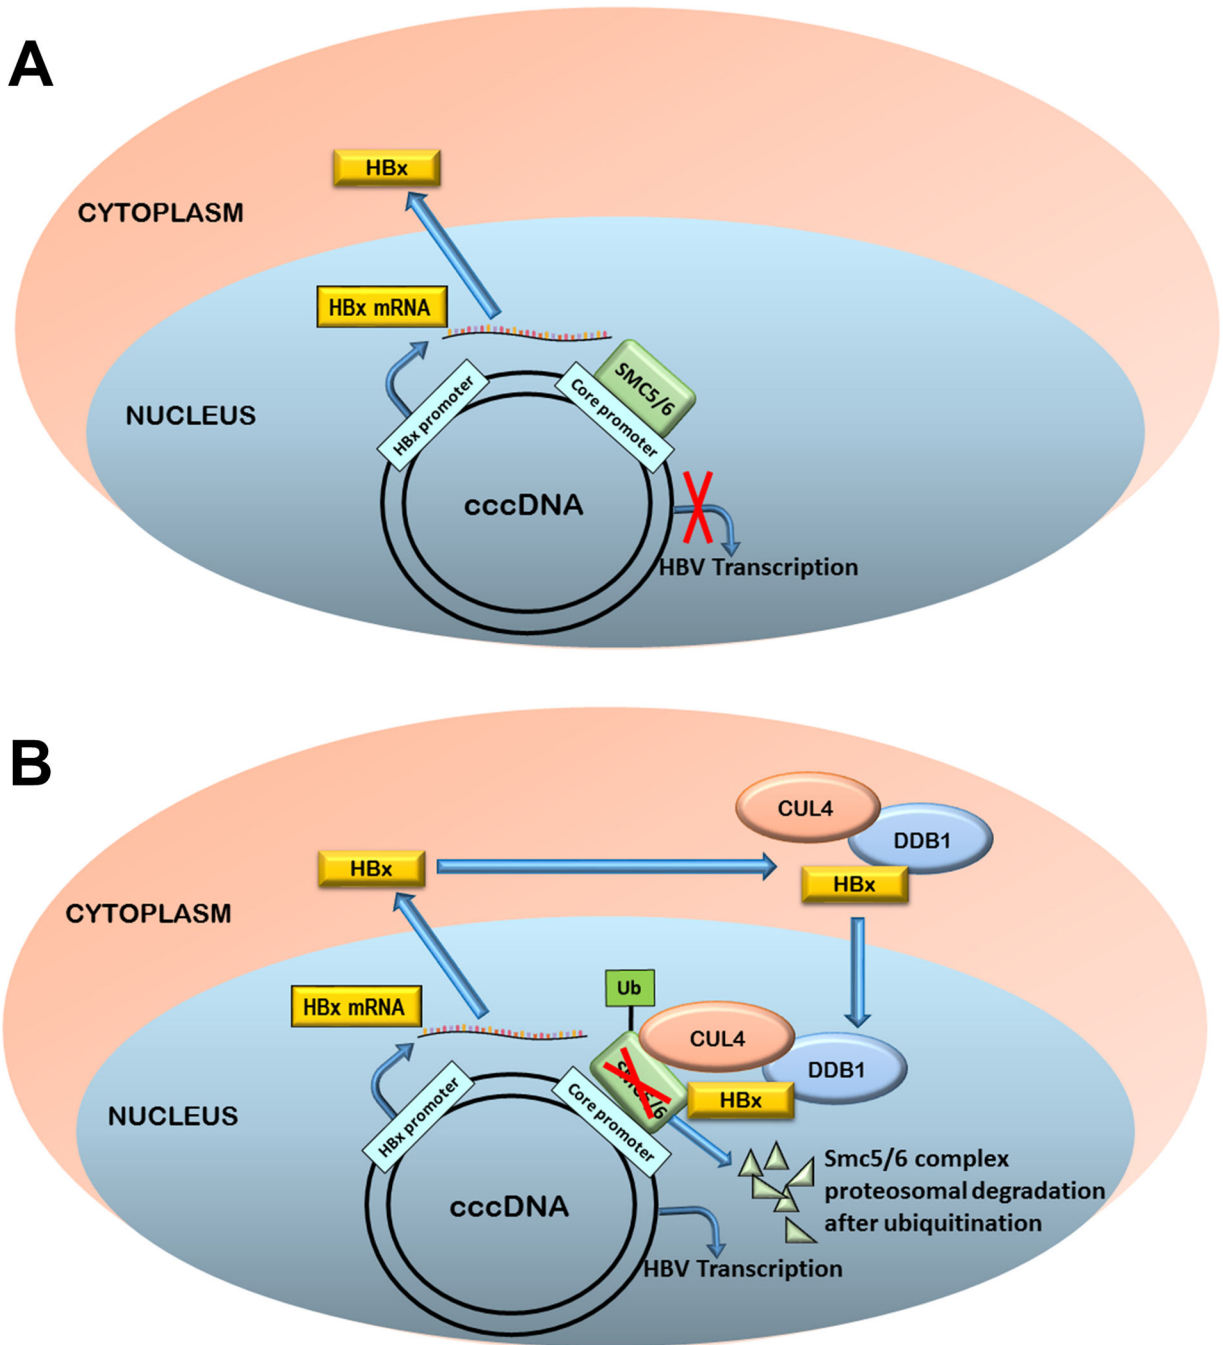 A
HBx
CYTOPLASM
HBx mRNA
SMC5/6
NUCLEUS
HBx promoter
Core promoter
cccDNA
HBV Transcription
B
CUL4
DDB1
HBx
HBx
CYTOPLASM
Ub
HBx mRNA
CUL4
DDB1
SMC5/6
HBx
NUCLEUS
HBx promoter
Core promoter
Smc5/6 complex
proteosomal degradation
after ubiquitination
cccDNA
HBV Transcription